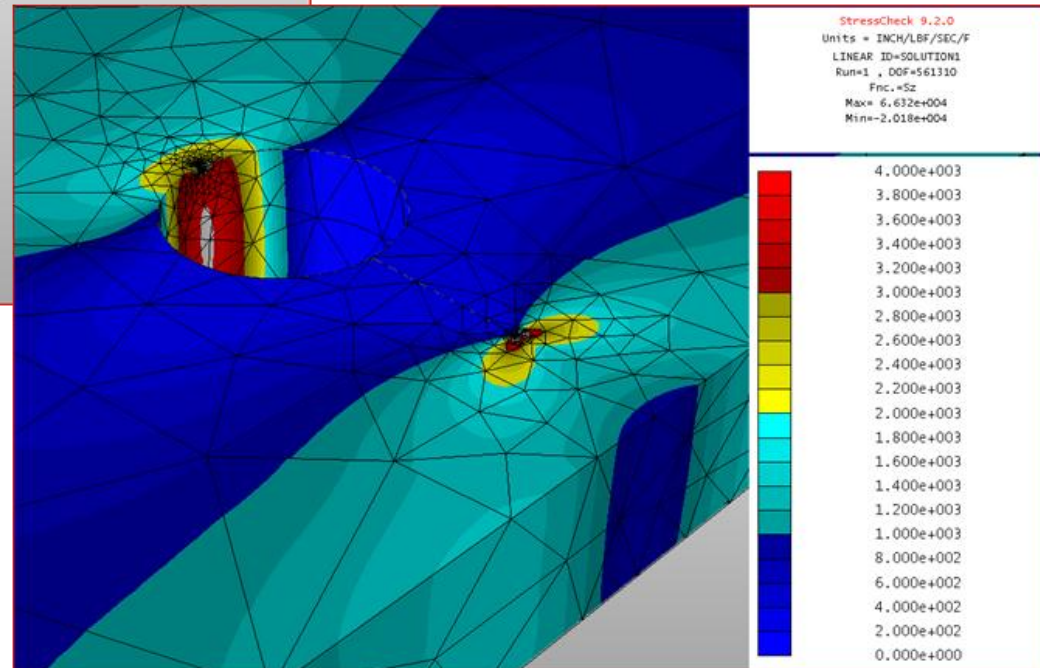 StressCheck 9.2.0
Units = INCH/LBF/SEC/F
LINEAR ID=SOLUTION1
Run=1 , DOF=561310
Fnc.=Sz
Max= 6.632e+004
Min=-2.018e+004
4.000e+003
3.800e+003
3.600e+003
3.400e+003
3.200e+003
3.000e+003
2.800e+003
2.600e+003
2.400e+003
2.200e+003
2.000e+003
1.800e+003
1.600e+003
1.400e+003
1.200e+003
1.000e+003
8.000e+002
6.000e+002
4.000e+002
2.000e+002
0.000e+000